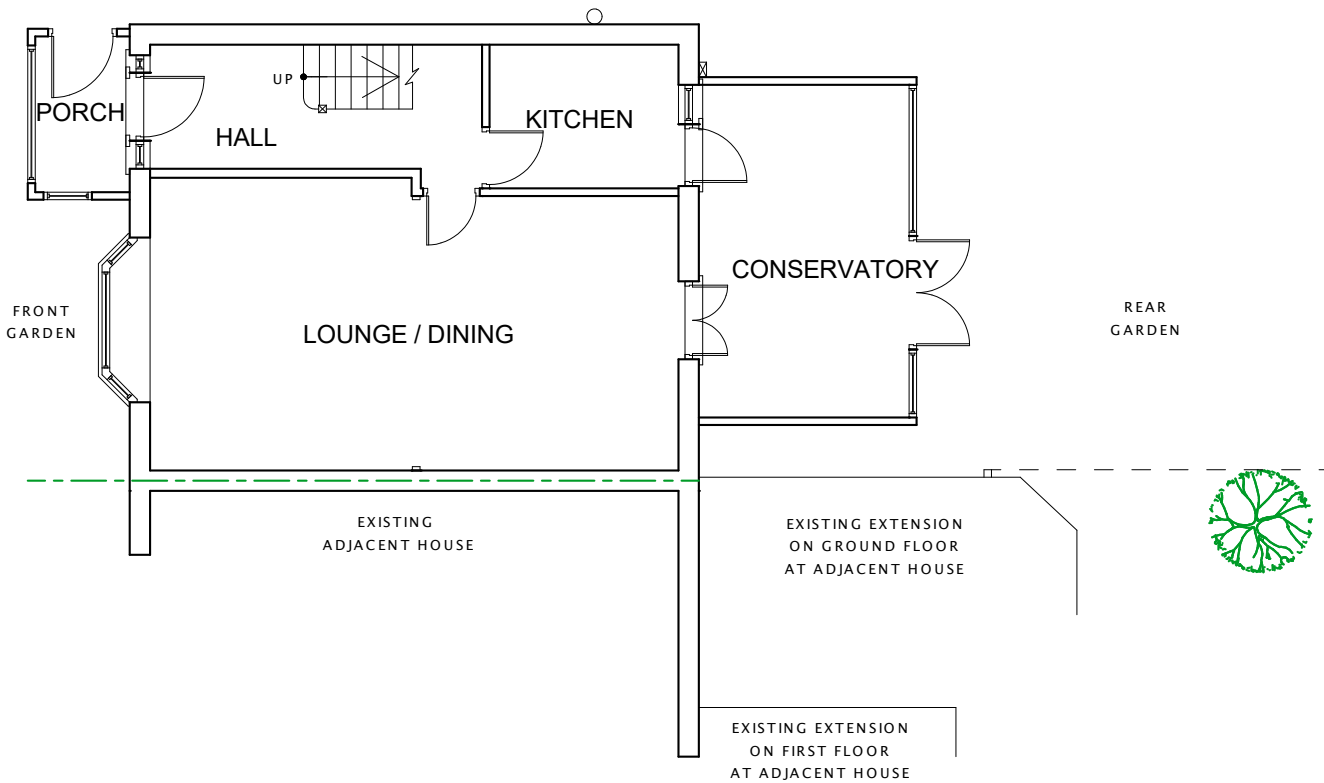 UP
PORCH
HALL
KITCHEN
CONSERVATORY
FRONT
GARDEN
LOUNGE / DINING
REAR
GARDEN
EXISTING
ADJACENT HOUSE
EXISTING EXTENSION
ON GROUND FLOOR
AT ADJACENT HOUSE
EXISTING EXTENSION
ON FIRST FLOOR
AT ADJACENT HOUSE